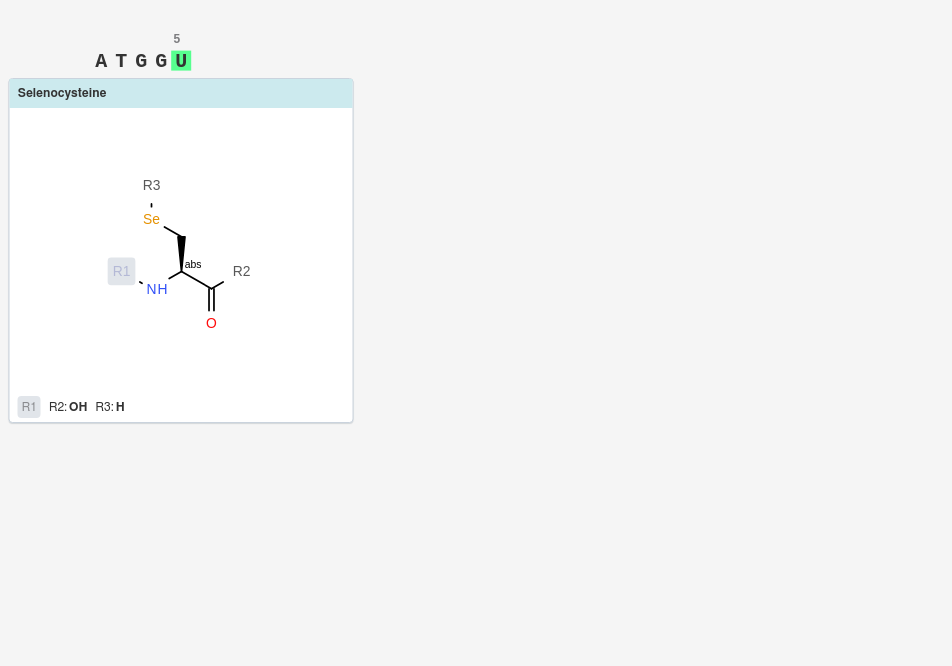 5
A T G G U
Selenocysteine
R3
Se
abs
R1 R2
NH
O
R1 R2: OH R3: H